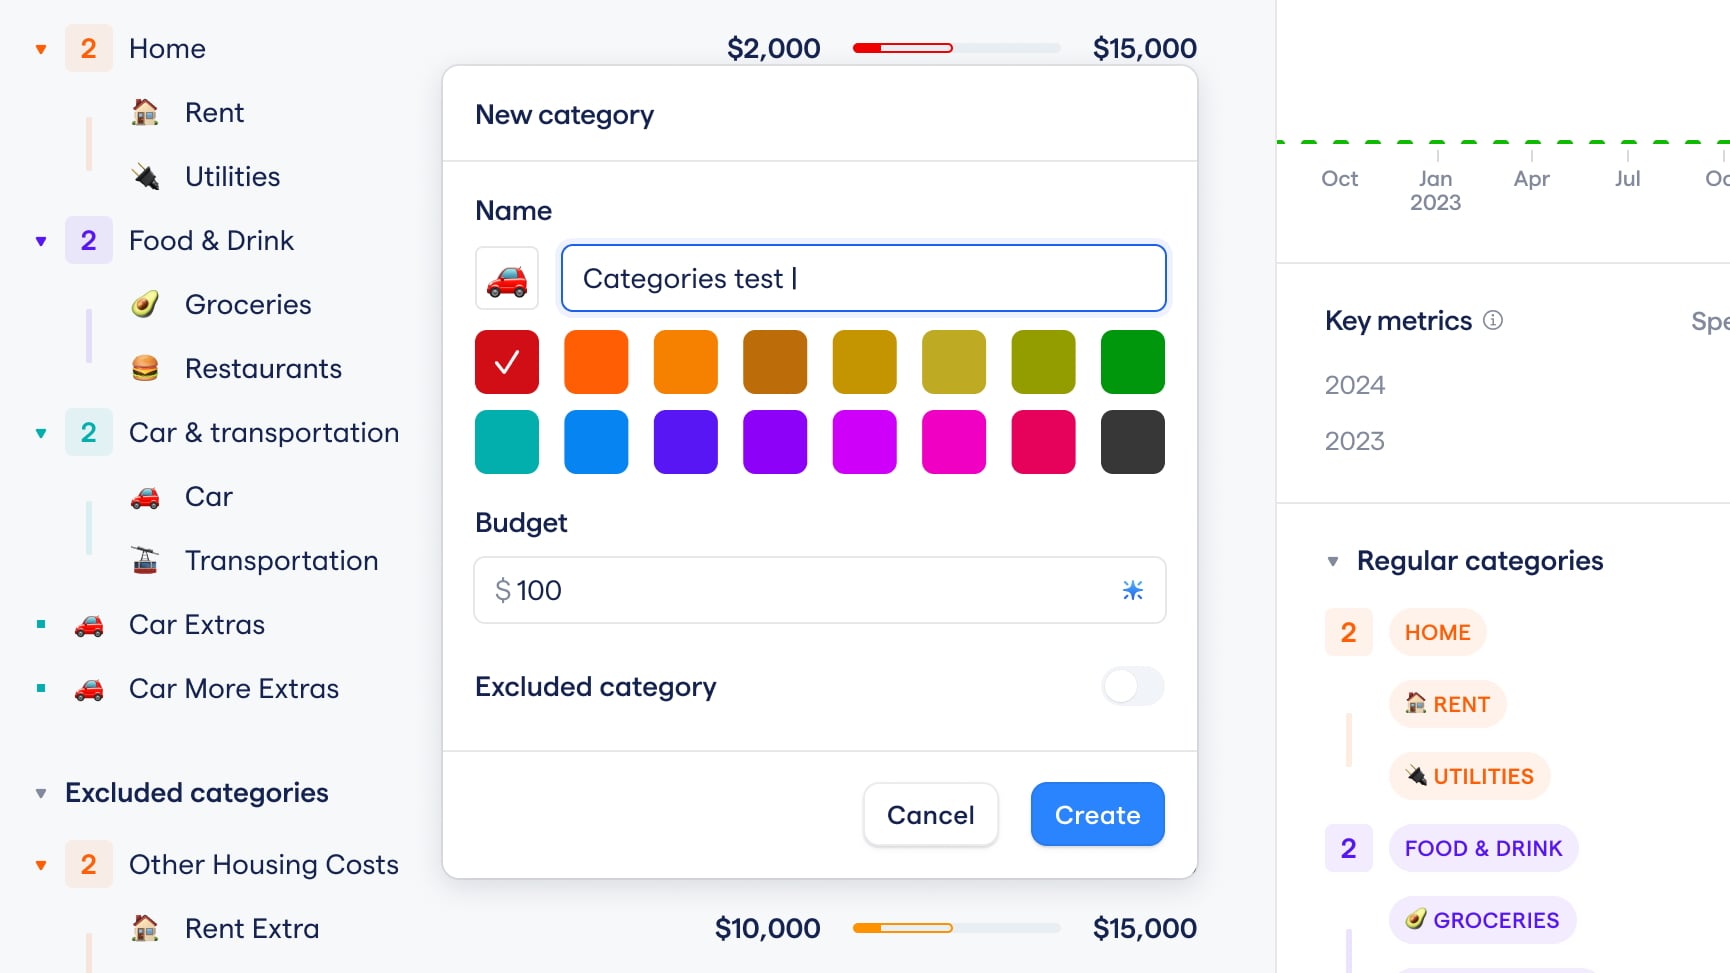 2 Home $2,000 $15,000
Rent
Utilities
2 Food & Drink
Groceries
Restaurants
2 Car & transportation
Car
Transportation
Car Extras
Car More Extras
Excluded categories
2 Other Housing Costs
Rent Extra $10,000 $15,000
New category
Name
Categories test
Budget
$ 100
Excluded category
Cancel Create
Oct Jan Apr Jul
2023
Key metrics
2024
2023
Regular categories
2 HOME
RENT
UTILITIES
2 FOOD & DRINK
GROCERIES